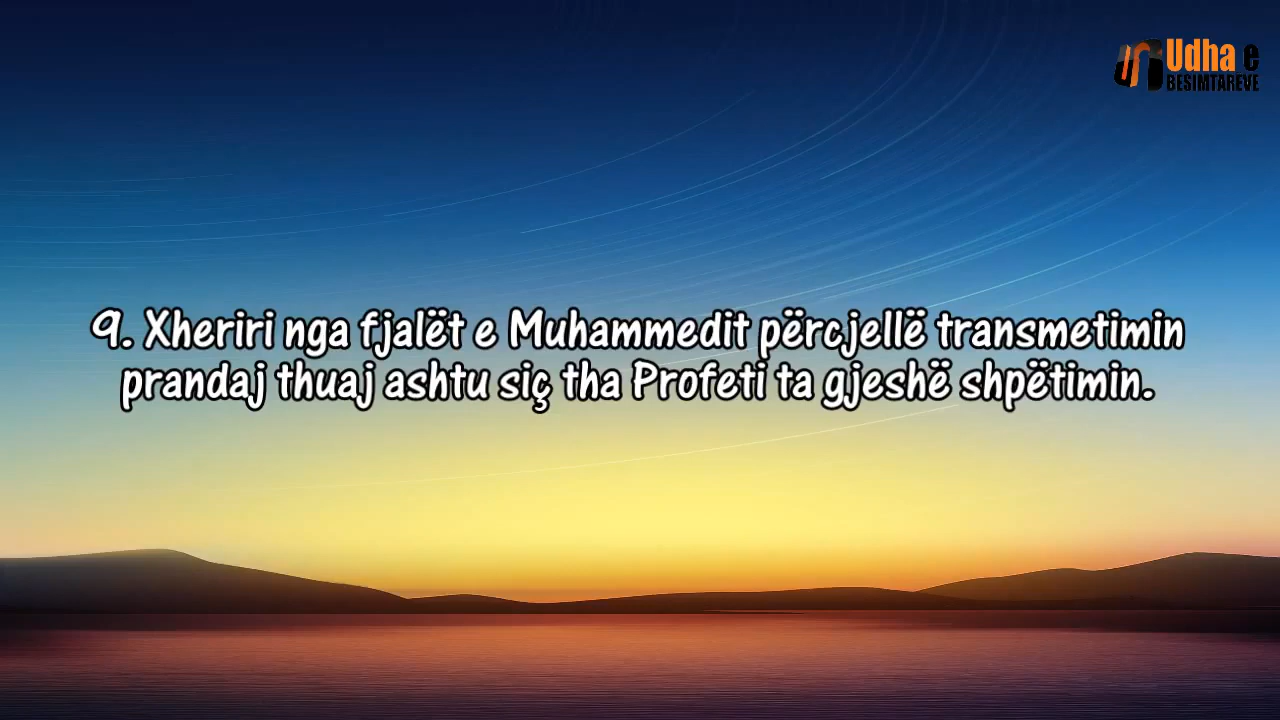 Udha e
BESIMTAREVE
9. Xheriri nga fjalët e Muhammedit përcjellë transmetimin
prandaj thuaj ashtu siç tha Profeti ta gjeshë shpëtimin.